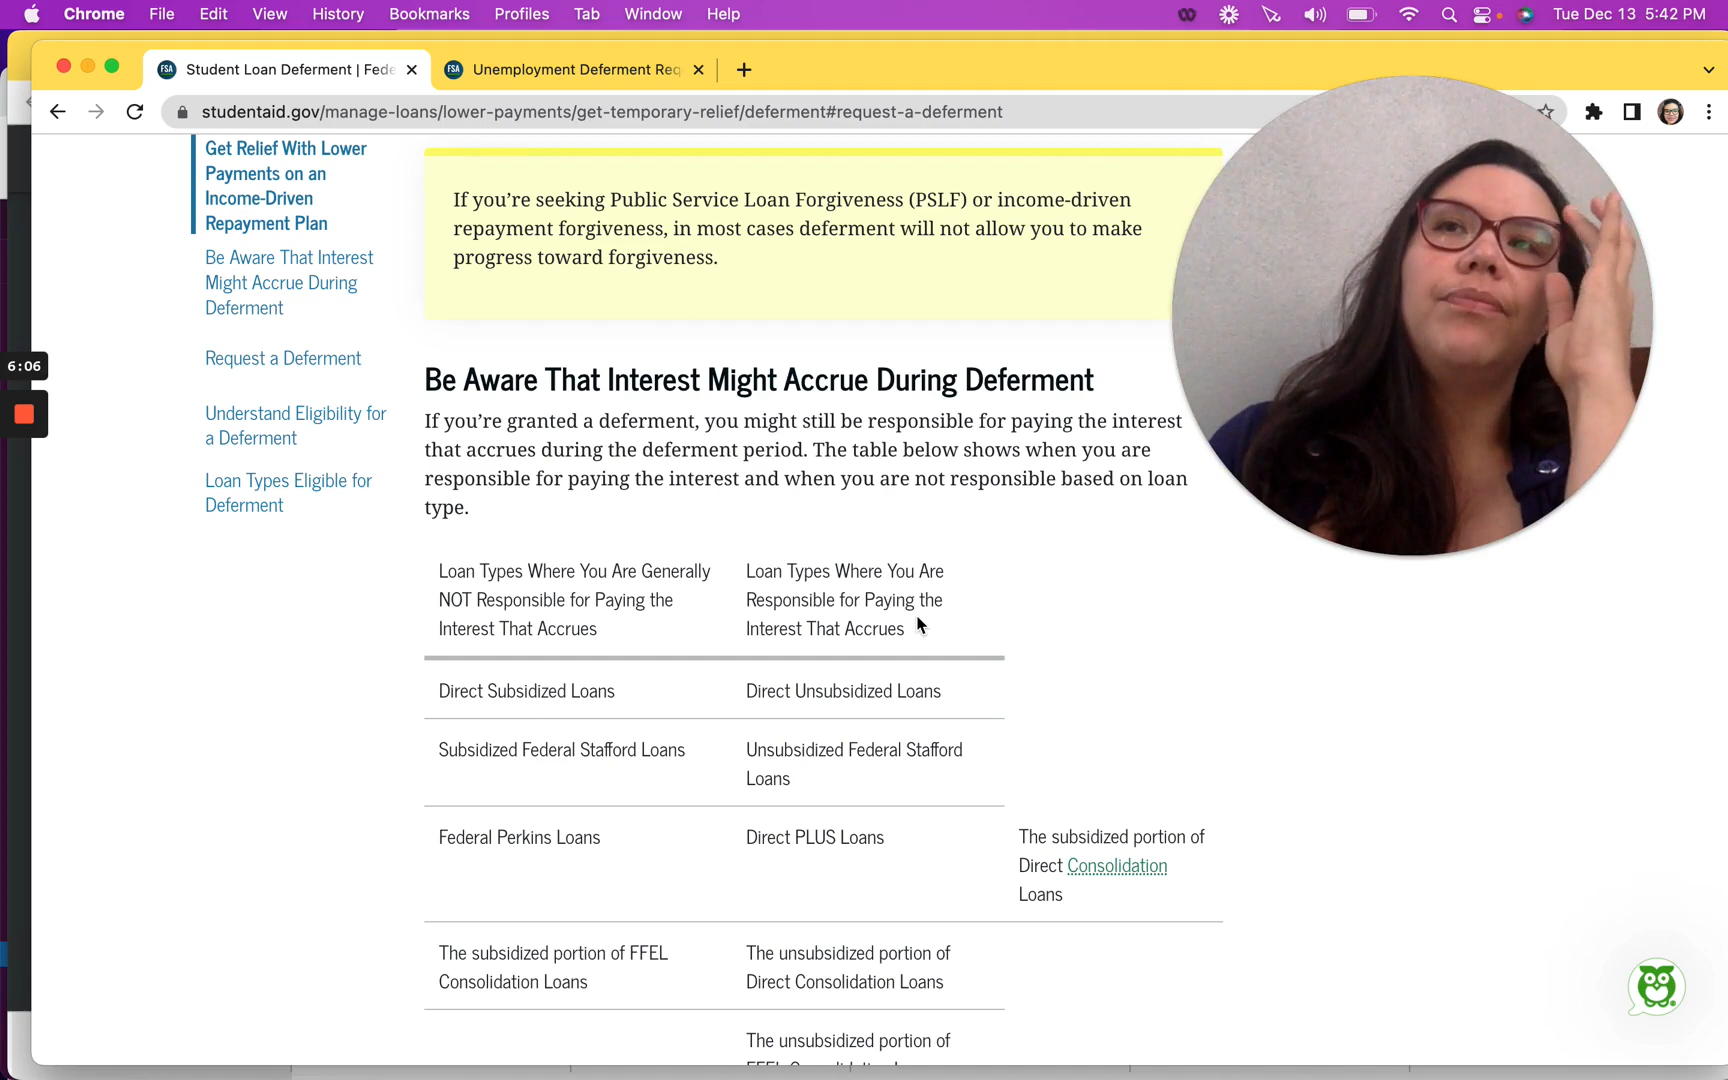 Chrome File Edit View History Bookmarks Profiles Tab Window Help Tue Dec 13 5:42 PM
FSA Student Loan Deferment | Fede FSA Unemployment Deferment Req
studentaid.gov/manage-loans/lower-payments/get-temporary-relief/deferment#request-a-deferment
Get Relief With Lower
Payments on an
Income-Driven
Repayment Plan
Be Aware That Interest
Might Accrue During
Deferment
Request a Deferment
Understand Eligibility for
a Deferment
Loan Types Eligible for
Deferment
6:06
If you’re seeking Public Service Loan Forgiveness (PSLF) or income-driven
repayment forgiveness, in most cases deferment will not allow you to make
progress toward forgiveness.
Be Aware That Interest Might Accrue During Deferment
If you’re granted a deferment, you might still be responsible for paying the interest
that accrues during the deferment period. The table below shows when you are
responsible for paying the interest and when you are not responsible based on loan
type.
Loan Types Where You Are Generally
NOT Responsible for Paying the
Interest That Accrues
Loan Types Where You Are
Responsible for Paying the
Interest That Accrues
Direct Subsidized Loans
Direct Unsubsidized Loans
Subsidized Federal Stafford Loans
Unsubsidized Federal Stafford
Loans
Federal Perkins Loans
Direct PLUS Loans
The subsidized portion of
Direct Consolidation
Loans
The subsidized portion of FFEL
Consolidation Loans
The unsubsidized portion of
Direct Consolidation Loans
The unsubsidized portion of